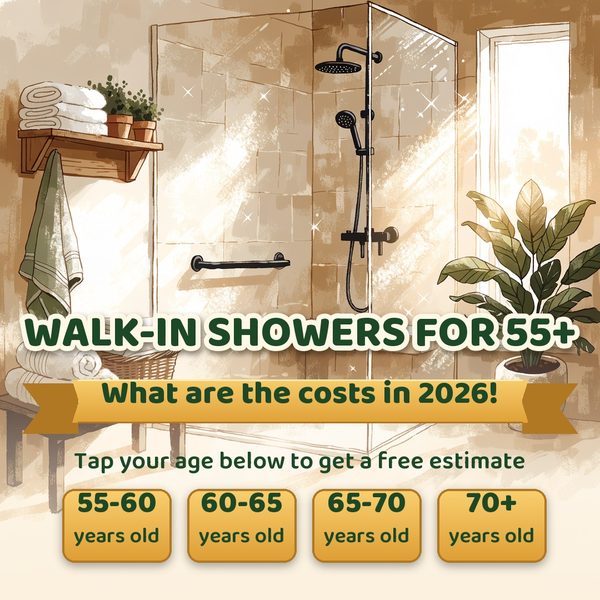 WALK-IN SHOWERS FOR 55+
What are the costs in 2026!
Tap your age below to get a free estimate
55-60 60-65 65-70 70+
years old years old years old years old